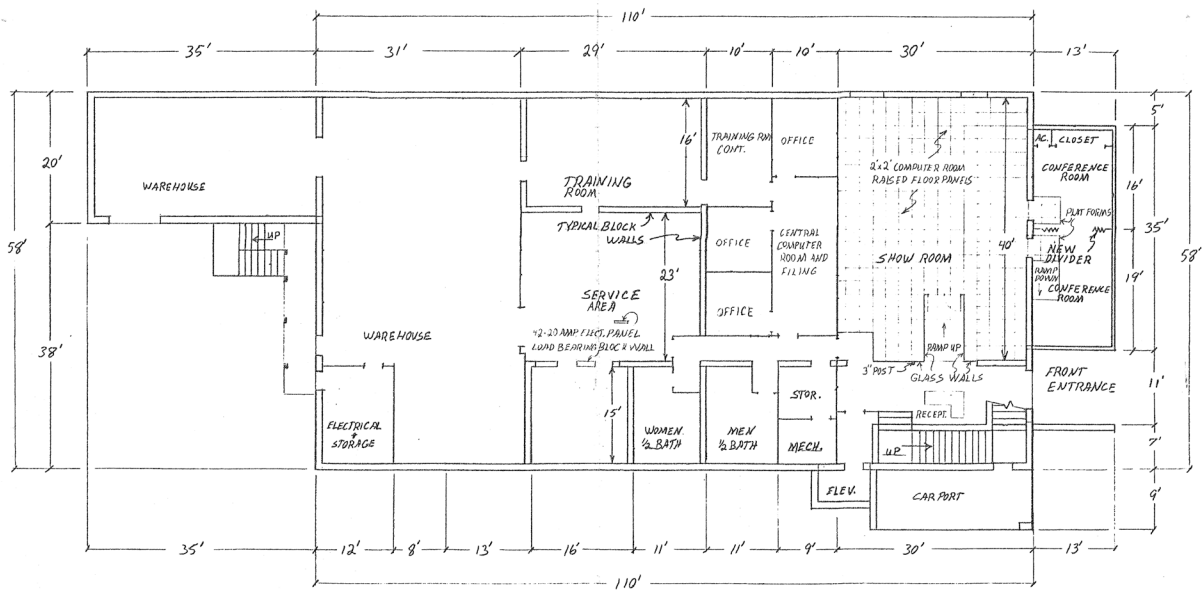 110'
35'
31'
29'
10'
10'
30'
13'
5'
20'
38'
58'
16'
TRAINING RM
CONT.
OFFICE
AC.
CLOSET
CONFERENCE
ROOM
16'
WAREHOUSE
TRAINING
ROOM
2'x2' COMPUTER ROOM
RAISED FLOOR PANELS
PLATFORMS
35'
UP
TYPICAL BLOCK
WALLS
OFFICE
CENTRAL
COMPUTER
ROOM AND
FILING
SHOW ROOM
40'
NEW
DIVIDER
RAMP
DOWN
CONFERENCE
ROOM
19'
58'
23'
SERVICE
AREA
OFFICE
WAREHOUSE
42-20 AMP ELECT. PANEL
LOAD BEARING BLOCK WALL
RAMP UP
3" POST
GLASS WALLS
FRONT
ENTRANCE
11'
ELECTRICAL
+
STORAGE
15'
WOMEN
1/2 BATH
MEN
1/2 BATH
STOR.
MECH.
RECEPT.
UP
7'
ELEV.
CARPORT
9'
35'
12'
8'
13'
16'
11'
11'
9'
30'
13'
110'